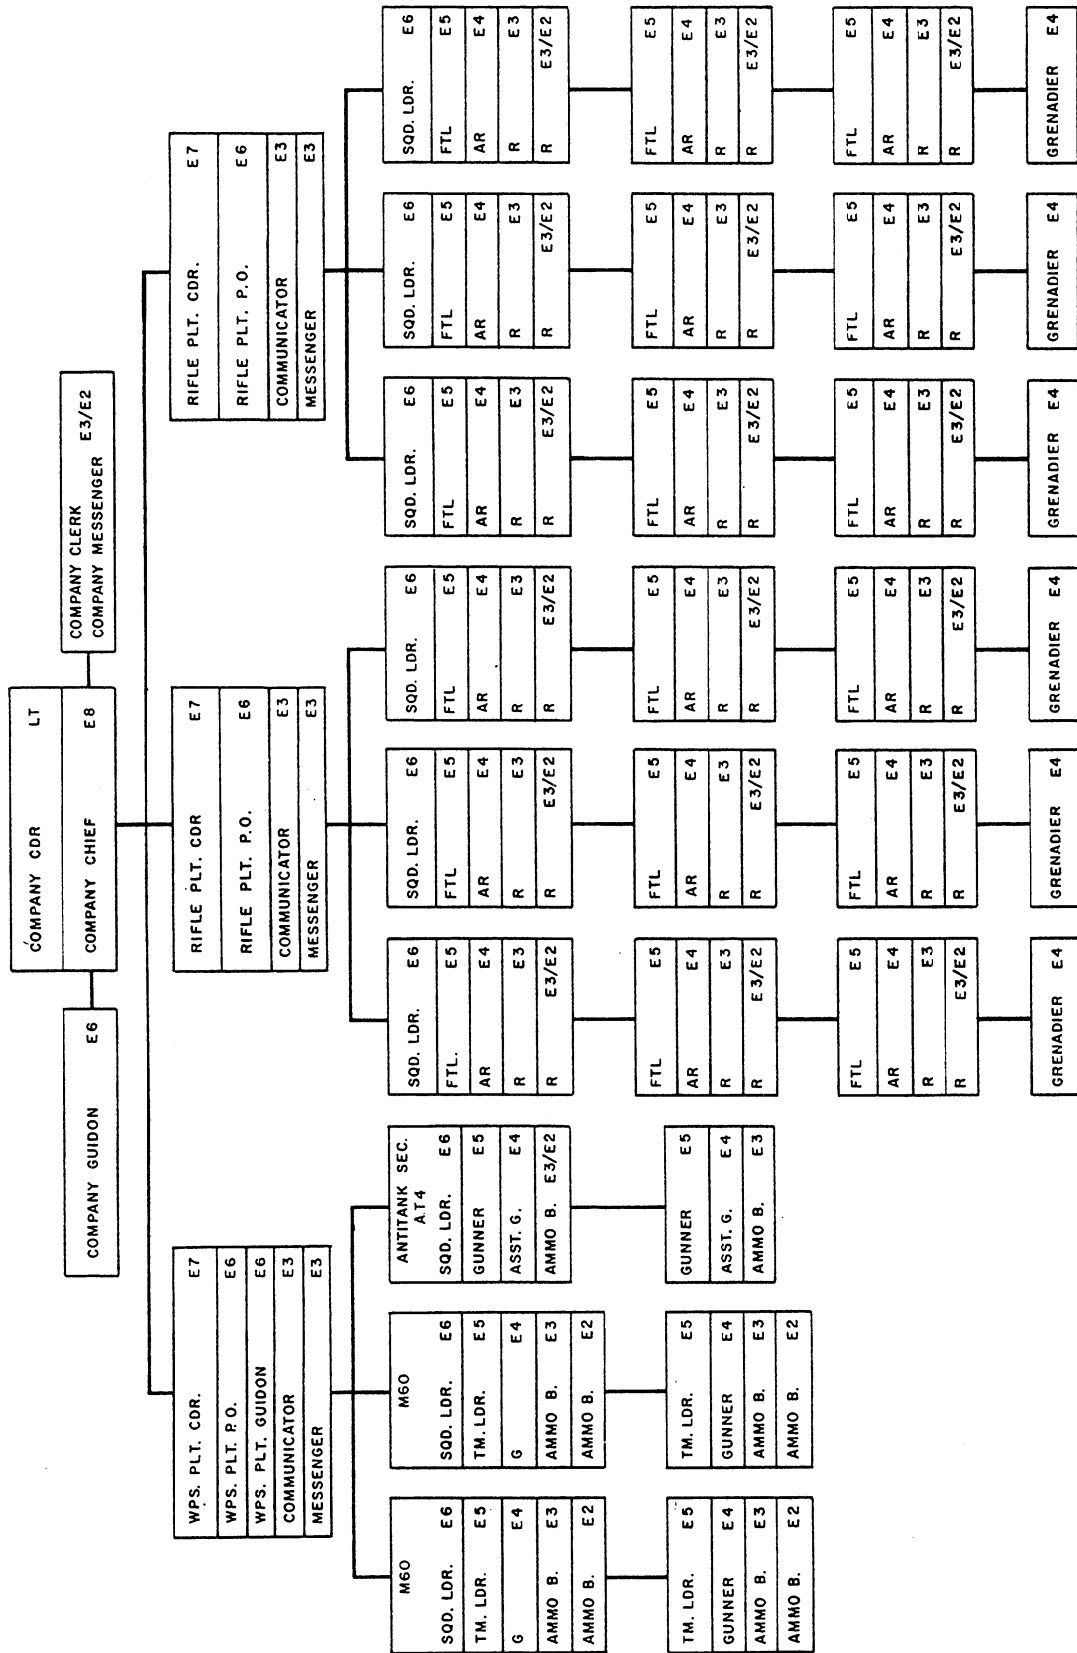 COMPANY CDR LT
COMPANY CHIEF E8
COMPANY GUIDON E6
COMPANY CLERK
COMPANY MESSENGER E3/E2
WPS. PLT. CDR. E7
WPS. PLT. P.O. E6
WPS. PLT. GUIDON E6
COMMUNICATOR E3
MESSENGER E3
RIFLE PLT. CDR E7
RIFLE PLT. P.O. E6
COMMUNICATOR E3
MESSENGER E3
RIFLE PLT. CDR. E7
RIFLE PLT. P.O. E6
COMMUNICATOR E3
MESSENGER E3
M60
SQD. LDR. E6
TM. LDR. E5
G E4
AMMO B. E3
AMMO B. E2
TM. LDR. E5
GUNNER E4
AMMO B. E3
AMMO B. E2
M60
SQD. LDR. E6
TM. LDR. E5
G E4
AMMO B. E3
AMMO B. E2
TM. LDR. E5
GUNNER E4
AMMO B. E3
AMMO B. E2
ANTITANK SEC.
AT4
SQD. LDR. E6
GUNNER E5
ASST. G. E4
AMMO B. E3/E2
GUNNER E5
ASST. G. E4
AMMO B. E3
SQD. LDR. E6
FTL. E5
AR E4
R E3
R E3/E2
FTL E5
AR E4
R E3
R E3/E2
FTL E5
AR E4
R E3
R E3/E2
GRENADIER E4
SQD. LDR. E6
FTL E5
AR E4
R E3
R E3/E2
FTL E5
AR E4
R E3
R E3/E2
FTL E5
AR E4
R E3
R E3/E2
GRENADIER E4
SQD. LDR. E6
FTL E5
AR E4
R E3
R E3/E2
FTL E5
AR E4
R E3
R E3/E2
FTL E5
AR E4
R E3
R E3/E2
GRENADIER E4
SQD. LDR. E6
FTL E5
AR E4
R E3
R E3/E2
FTL E5
AR E4
R E3
R E3/E2
FTL E5
AR E4
R E3
R E3/E2
GRENADIER E4
SQD. LDR. E6
FTL E5
AR E4
R E3
R E3/E2
FTL E5
AR E4
R E3
R E3/E2
FTL E5
AR E4
R E3
R E3/E2
GRENADIER E4
SQD. LDR. E6
FTL E5
AR E4
R E3
R E3/E2
FTL E5
AR E4
R E3
R E3/E2
FTL E5
AR E4
R E3
R E3/E2
GRENADIER E4